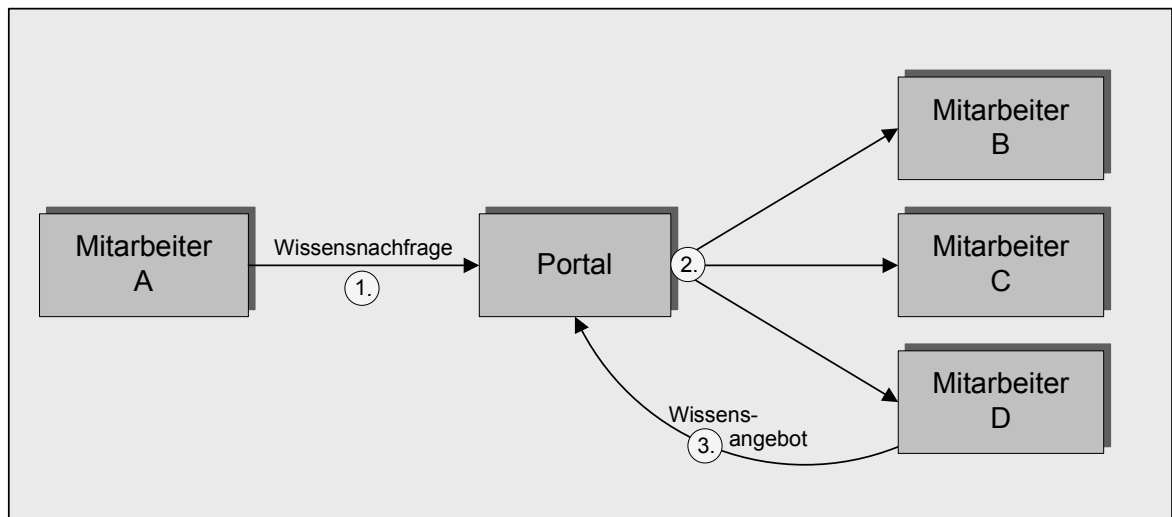 Mitarbeiter
A
Wissensnachfrage
1.
Portal
2.
Mitarbeiter
B
Mitarbeiter
C
Mitarbeiter
D
Wissens-
angebot
3.